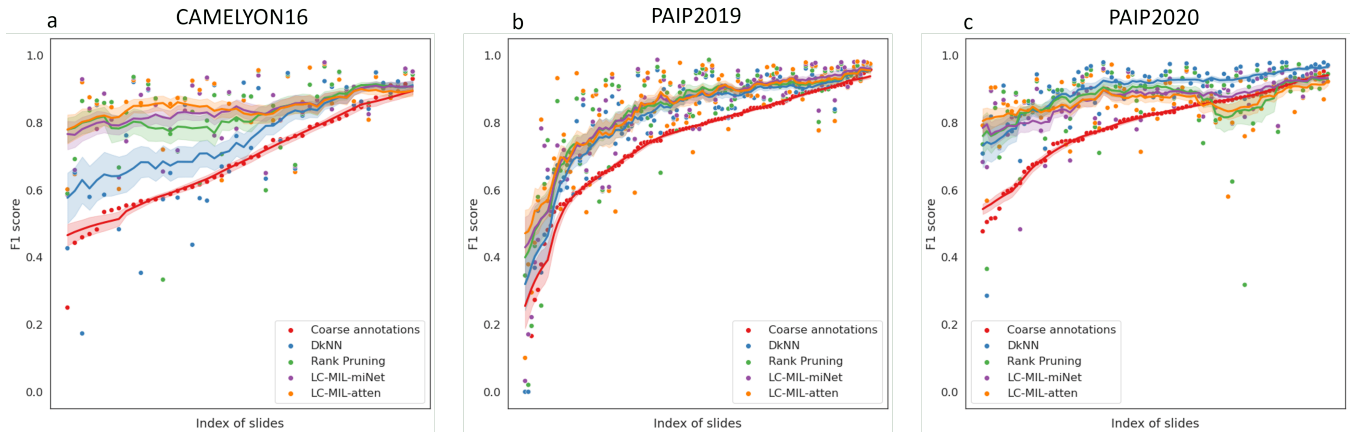 a
CAMELYON16
F1 score
1.0
0.8
0.6
0.4
0.2
0.0
Coarse annotations
DkNN
Rank Pruning
LC-MIL-miNet
LC-MIL-atten
Index of slides
b
PAIP2019
F1 score
1.0
0.8
0.6
0.4
0.2
0.0
Coarse annotations
DkNN
Rank Pruning
LC-MIL-miNet
LC-MIL-atten
Index of slides
c
PAIP2020
F1 score
1.0
0.8
0.6
0.4
0.2
0.0
Coarse annotations
DkNN
Rank Pruning
LC-MIL-miNet
LC-MIL-atten
Index of slides